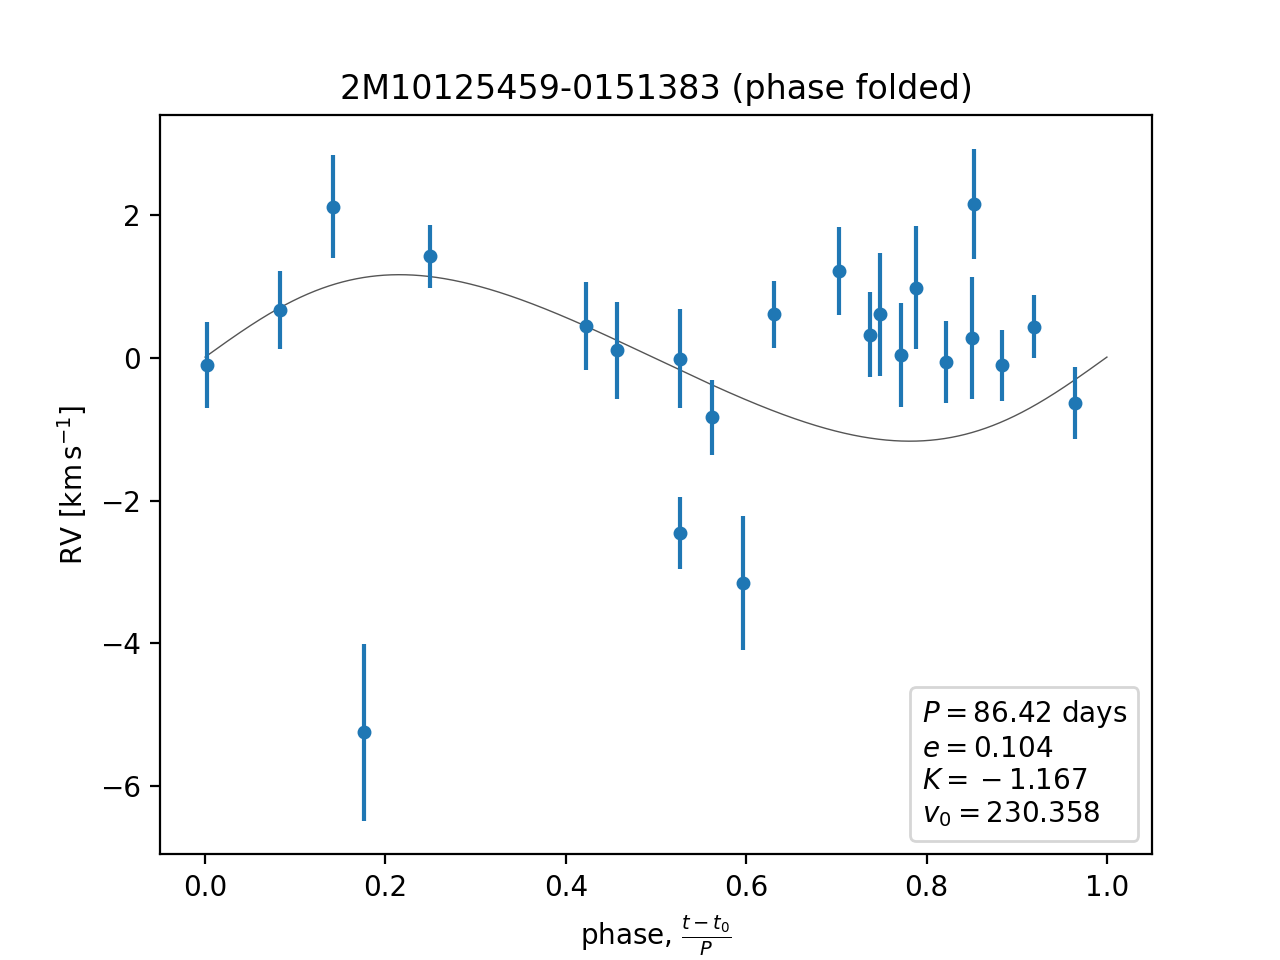 2M10125459-0151383 (phase folded)
RV [km s⁻¹]
2
0
−2
−4
−6
P = 86.42 days
e = 0.104
K = − 1.167
v₀ = 230.358
0.0 0.2 0.4 0.6 0.8 1.0
phase, (t − t₀)/P